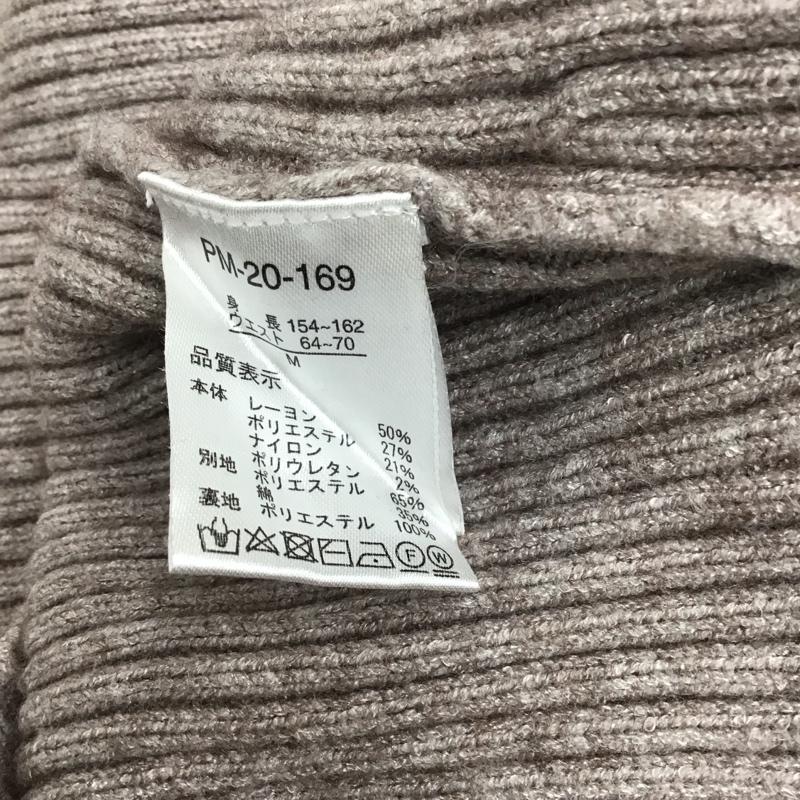 PM-20-169
身長 154~162
ウエスト 64~70
M
品質表示
本体 レーヨン 50%
ポリエステル 27%
ナイロン 21%
ポリウレタン 2%
別地 ポリエステル 65%
綿 35%
裏地 ポリエステル 100%
F W